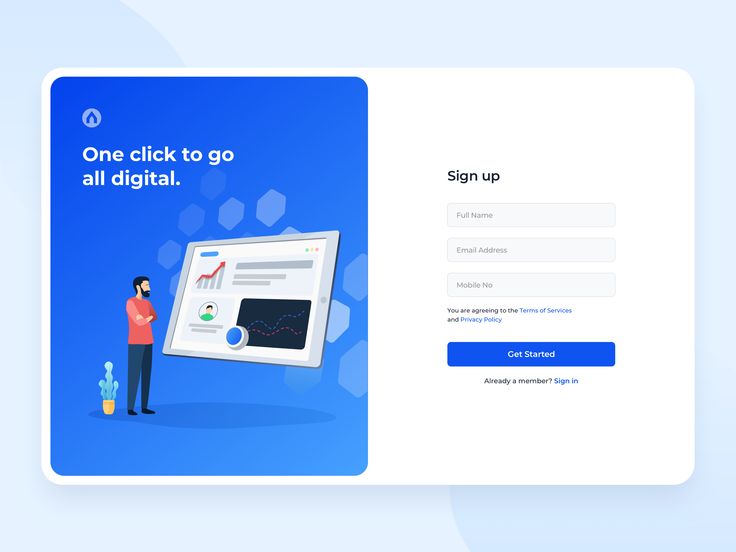 One click to go
all digital.
Sign up
Full Name
Email Address
Mobile No
You are agreeing to the Terms of Services
and Privacy Policy
Get Started
Already a member? Sign in